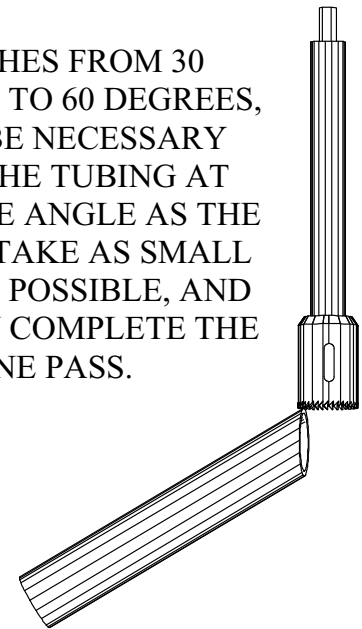 HES FROM 30
TO 60 DEGREES,
BE NECESSARY
HE TUBING AT
E ANGLE AS THE
TAKE AS SMALL
POSSIBLE, AND
COMPLETE THE
NE PASS.